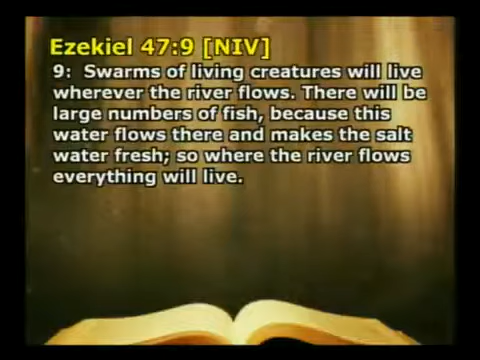 Ezekiel 47:9 [NIV]
9: Swarms of living creatures will live
wherever the river flows. There will be
large numbers of fish, because this
water flows there and makes the salt
water fresh; so where the river flows
everything will live.